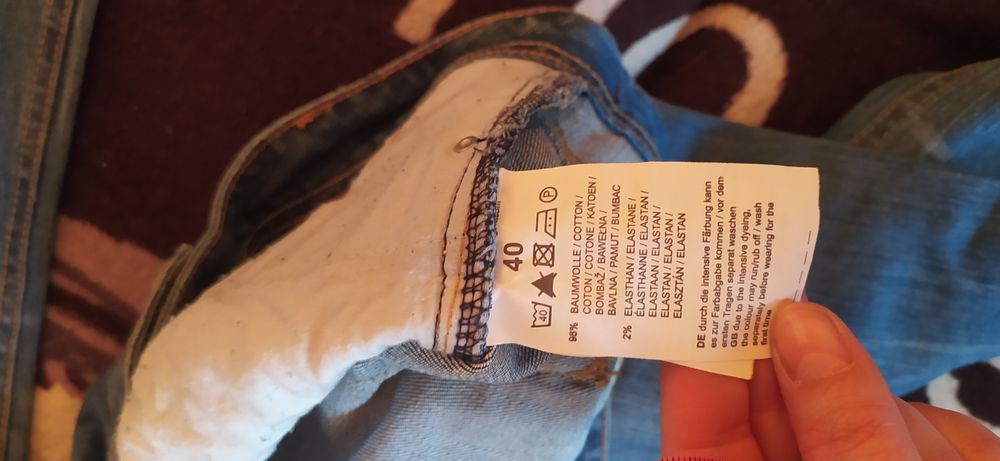 40
40
P
98% BAUMWOLLE / COTTON /
COTON / COTONE / KATOEN /
BOMBAŽ / BAWEŁNA /
BAVLNA / PAMUT / BUMBAC
2% ELASTHAN / ELASTANE /
ÉLASTHANNE / ELASTAN /
ELASTAAN / ELASTAN /
ELASTAN / ELASTAN /
ELASZTÁN / ELASTAN
DE durch die intensive Färbung kann
es zur Farbabgabe kommen / vor dem
ersten Tragen separat waschen
GB due to the intensive dyeing,
the colour may run/rub off / wash
separately before wearing for the
first time